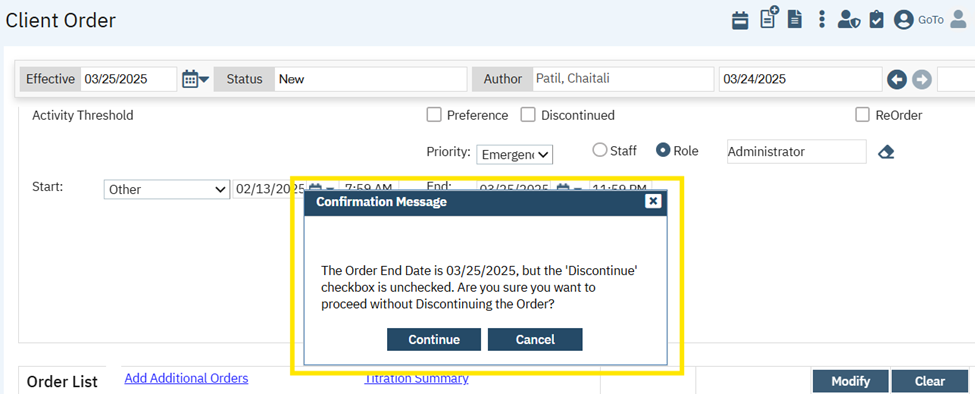 Client Order
GoTo
Effective 03/25/2025 Status New Author Patil, Chaitali 03/24/2025
Activity Threshold Preference Discontinued ReOrder
Priority: Emergenc Staff Role Administrator
Start: Other 02/13/2025 7:59 AM End: 03/25/2025 11:59 PM
Confirmation Message
The Order End Date is 03/25/2025, but the 'Discontinue'
checkbox is unchecked. Are you sure you want to
proceed without Discontinuing the Order?
Continue Cancel
Order List Add Additional Orders Titration Summary Modify Clear